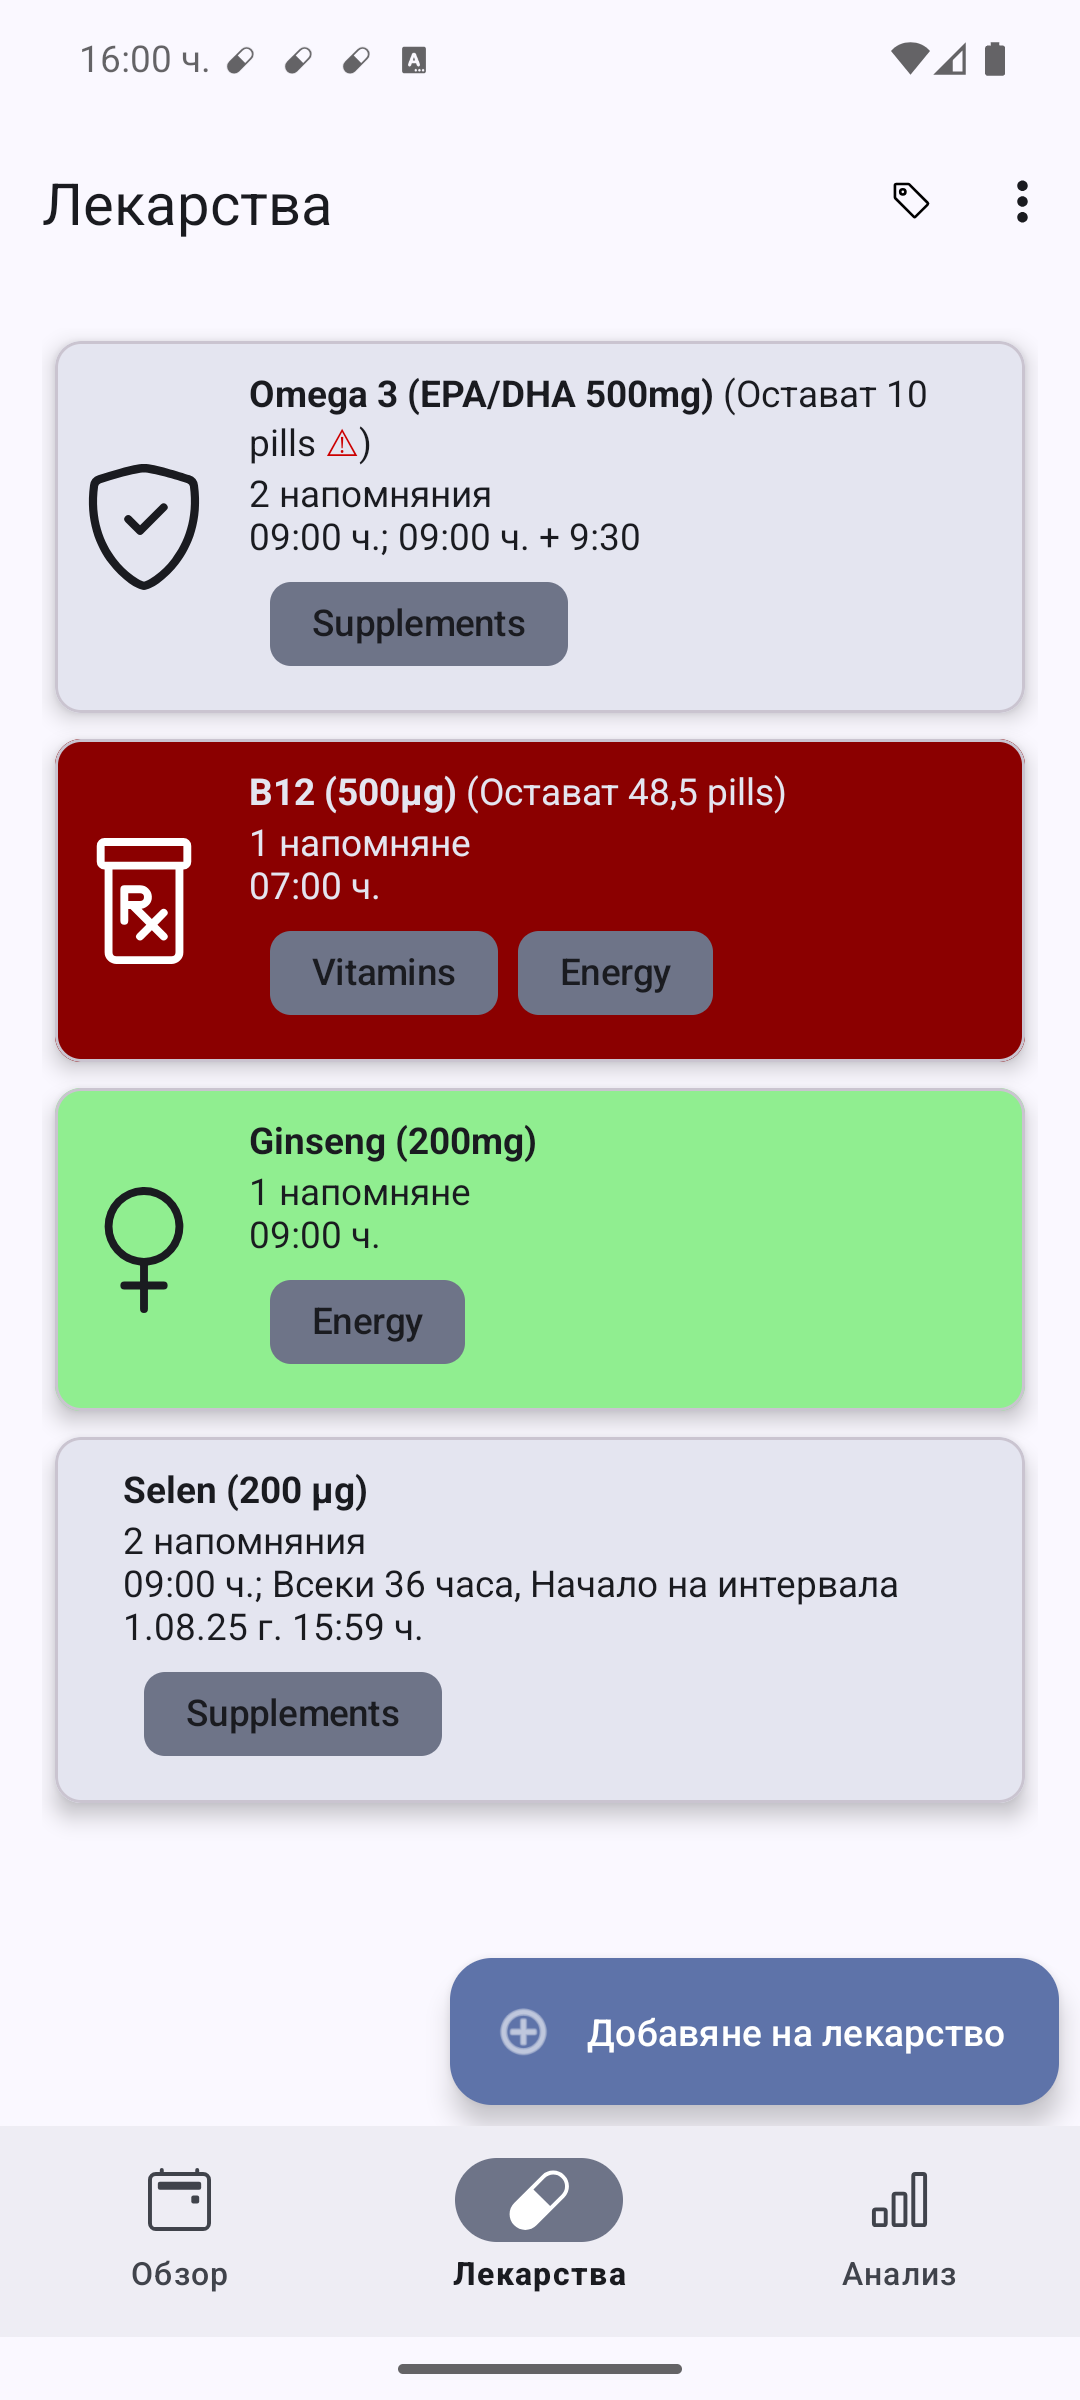 16:00 ч.
Лекарства
Omega 3 (EPA/DHA 500mg) (Остават 10
pills ⚠)
2 напомняния
09:00 ч.; 09:00 ч. + 9:30
Supplements
B12 (500µg) (Остават 48,5 pills)
1 напомняне
07:00 ч.
Vitamins Energy
Ginseng (200mg)
1 напомняне
09:00 ч.
Energy
Selen (200 µg)
2 напомняния
09:00 ч.; Всеки 36 часа, Начало на интервала
1.08.25 г. 15:59 ч.
Supplements
Добавяне на лекарство
Обзор Лекарства Анализ